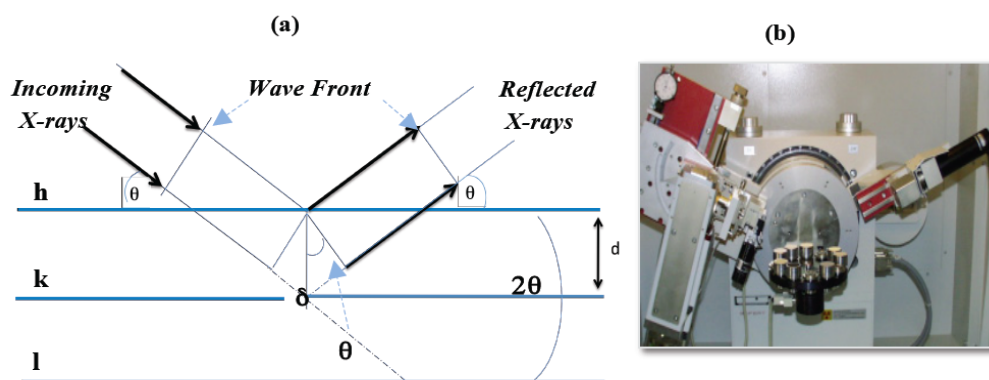 (a)
(b)
Incoming
X-rays
Wave Front
Reflected
X-rays
θ
θ
h
d
k
δ
2θ
θ
l